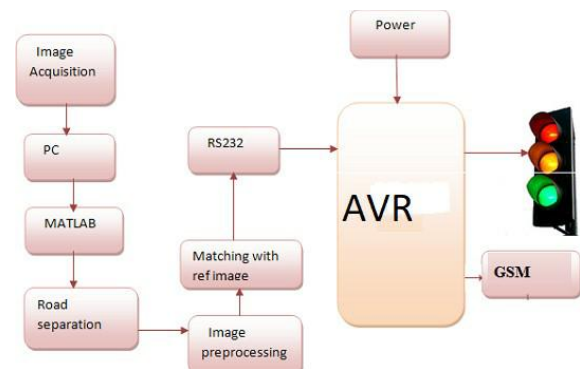 Image
Acquisition
PC
MATLAB
Road
separation
Image
preprocessing
Matching with
ref image
RS232
Power
AVR
GSM